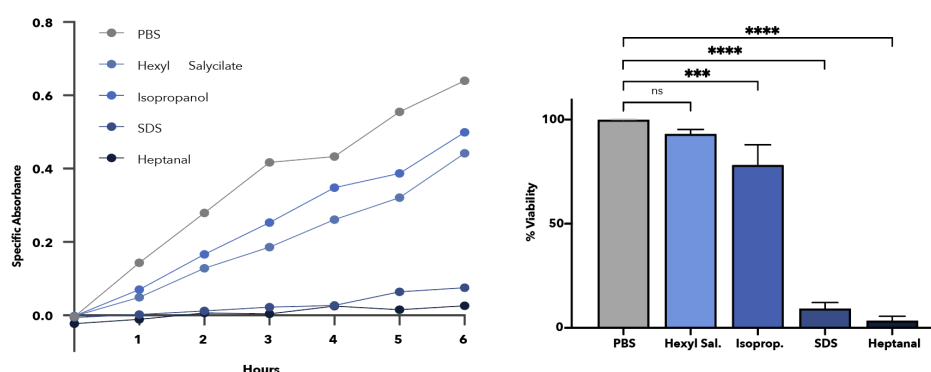 0.8
0.6
0.4
0.2
0.0
Specific Absorbance
PBS
Hexyl Salycilate
Isopropanol
SDS
Heptanal
1 2 3 4 5 6
Hours
****
****
***
ns
100
50
0
% Viability
PBS Hexyl Sal. Isoprop. SDS Heptanal